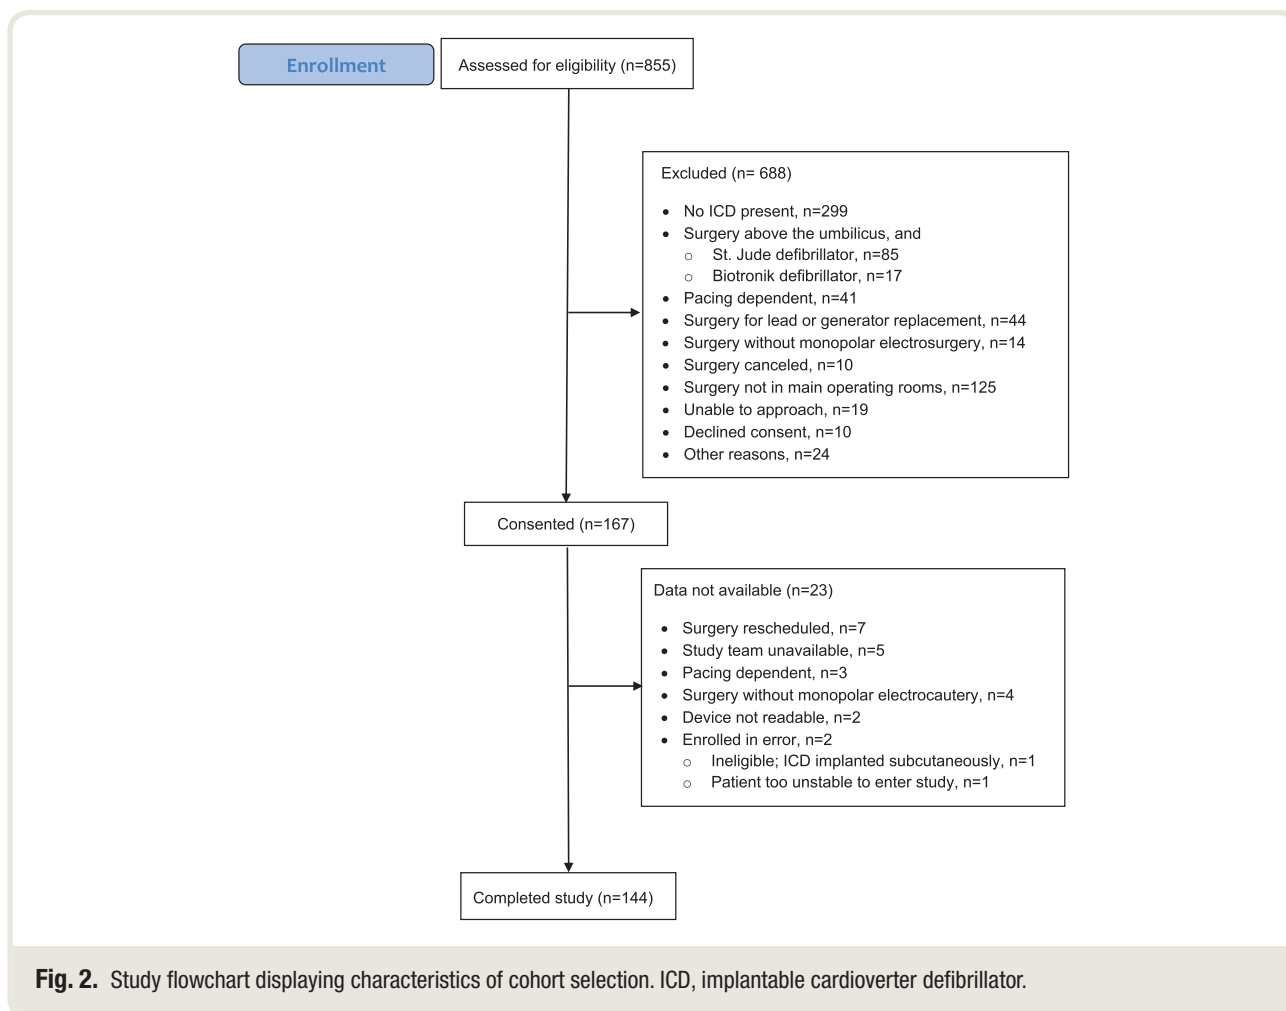 Enrollment
Assessed for eligibility (n=855)
Excluded (n= 688)
• No ICD present, n=299
• Surgery above the umbilicus, and
○ St. Jude defibrillator, n=85
○ Biotronik defibrillator, n=17
• Pacing dependent, n=41
• Surgery for lead or generator replacement, n=44
• Surgery without monopolar electrosurgery, n=14
• Surgery canceled, n=10
• Surgery not in main operating rooms, n=125
• Unable to approach, n=19
• Declined consent, n=10
• Other reasons, n=24
Consented (n=167)
Data not available (n=23)
• Surgery rescheduled, n=7
• Study team unavailable, n=5
• Pacing dependent, n=3
• Surgery without monopolar electrocautery, n=4
• Device not readable, n=2
• Enrolled in error, n=2
○ Ineligible; ICD implanted subcutaneously, n=1
○ Patient too unstable to enter study, n=1
Completed study (n=144)
Fig. 2. Study flowchart displaying characteristics of cohort selection. ICD, implantable cardioverter defibrillator.